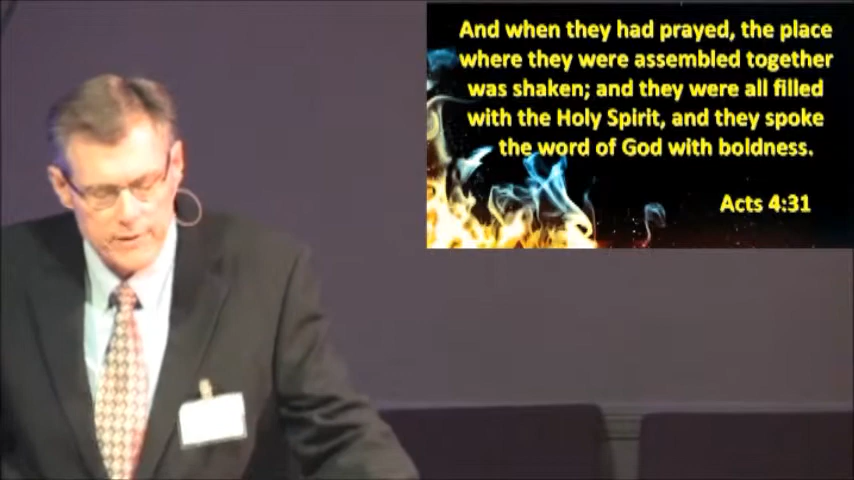 And when they had prayed, the place
where they were assembled together
was shaken; and they were all filled
with the Holy Spirit, and they spoke
the word of God with boldness.
Acts 4:31